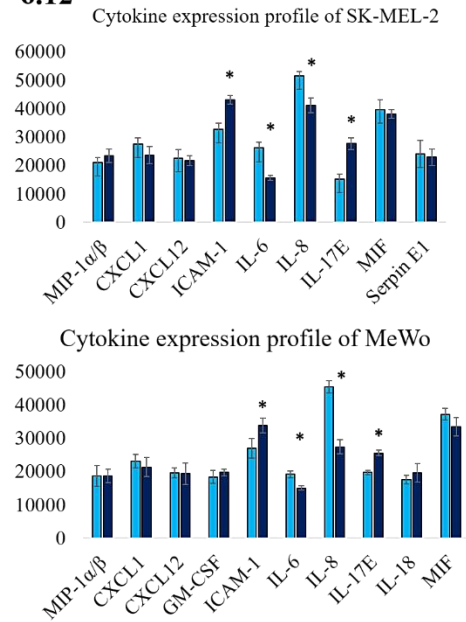 6.12
Cytokine expression profile of SK-MEL-2
60000
50000
40000
30000
20000
10000
0
* * * *
MIP-1α/β CXCL1 CXCL12 ICAM-1 IL-6 IL-8 IL-17E MIF Serpin E1
Cytokine expression profile of MeWo
50000
40000
30000
20000
10000
0
* * * *
MIP-1α/β CXCL1 CXCL12 GM-CSF ICAM-1 IL-6 IL-8 IL-17E IL-18 MIF